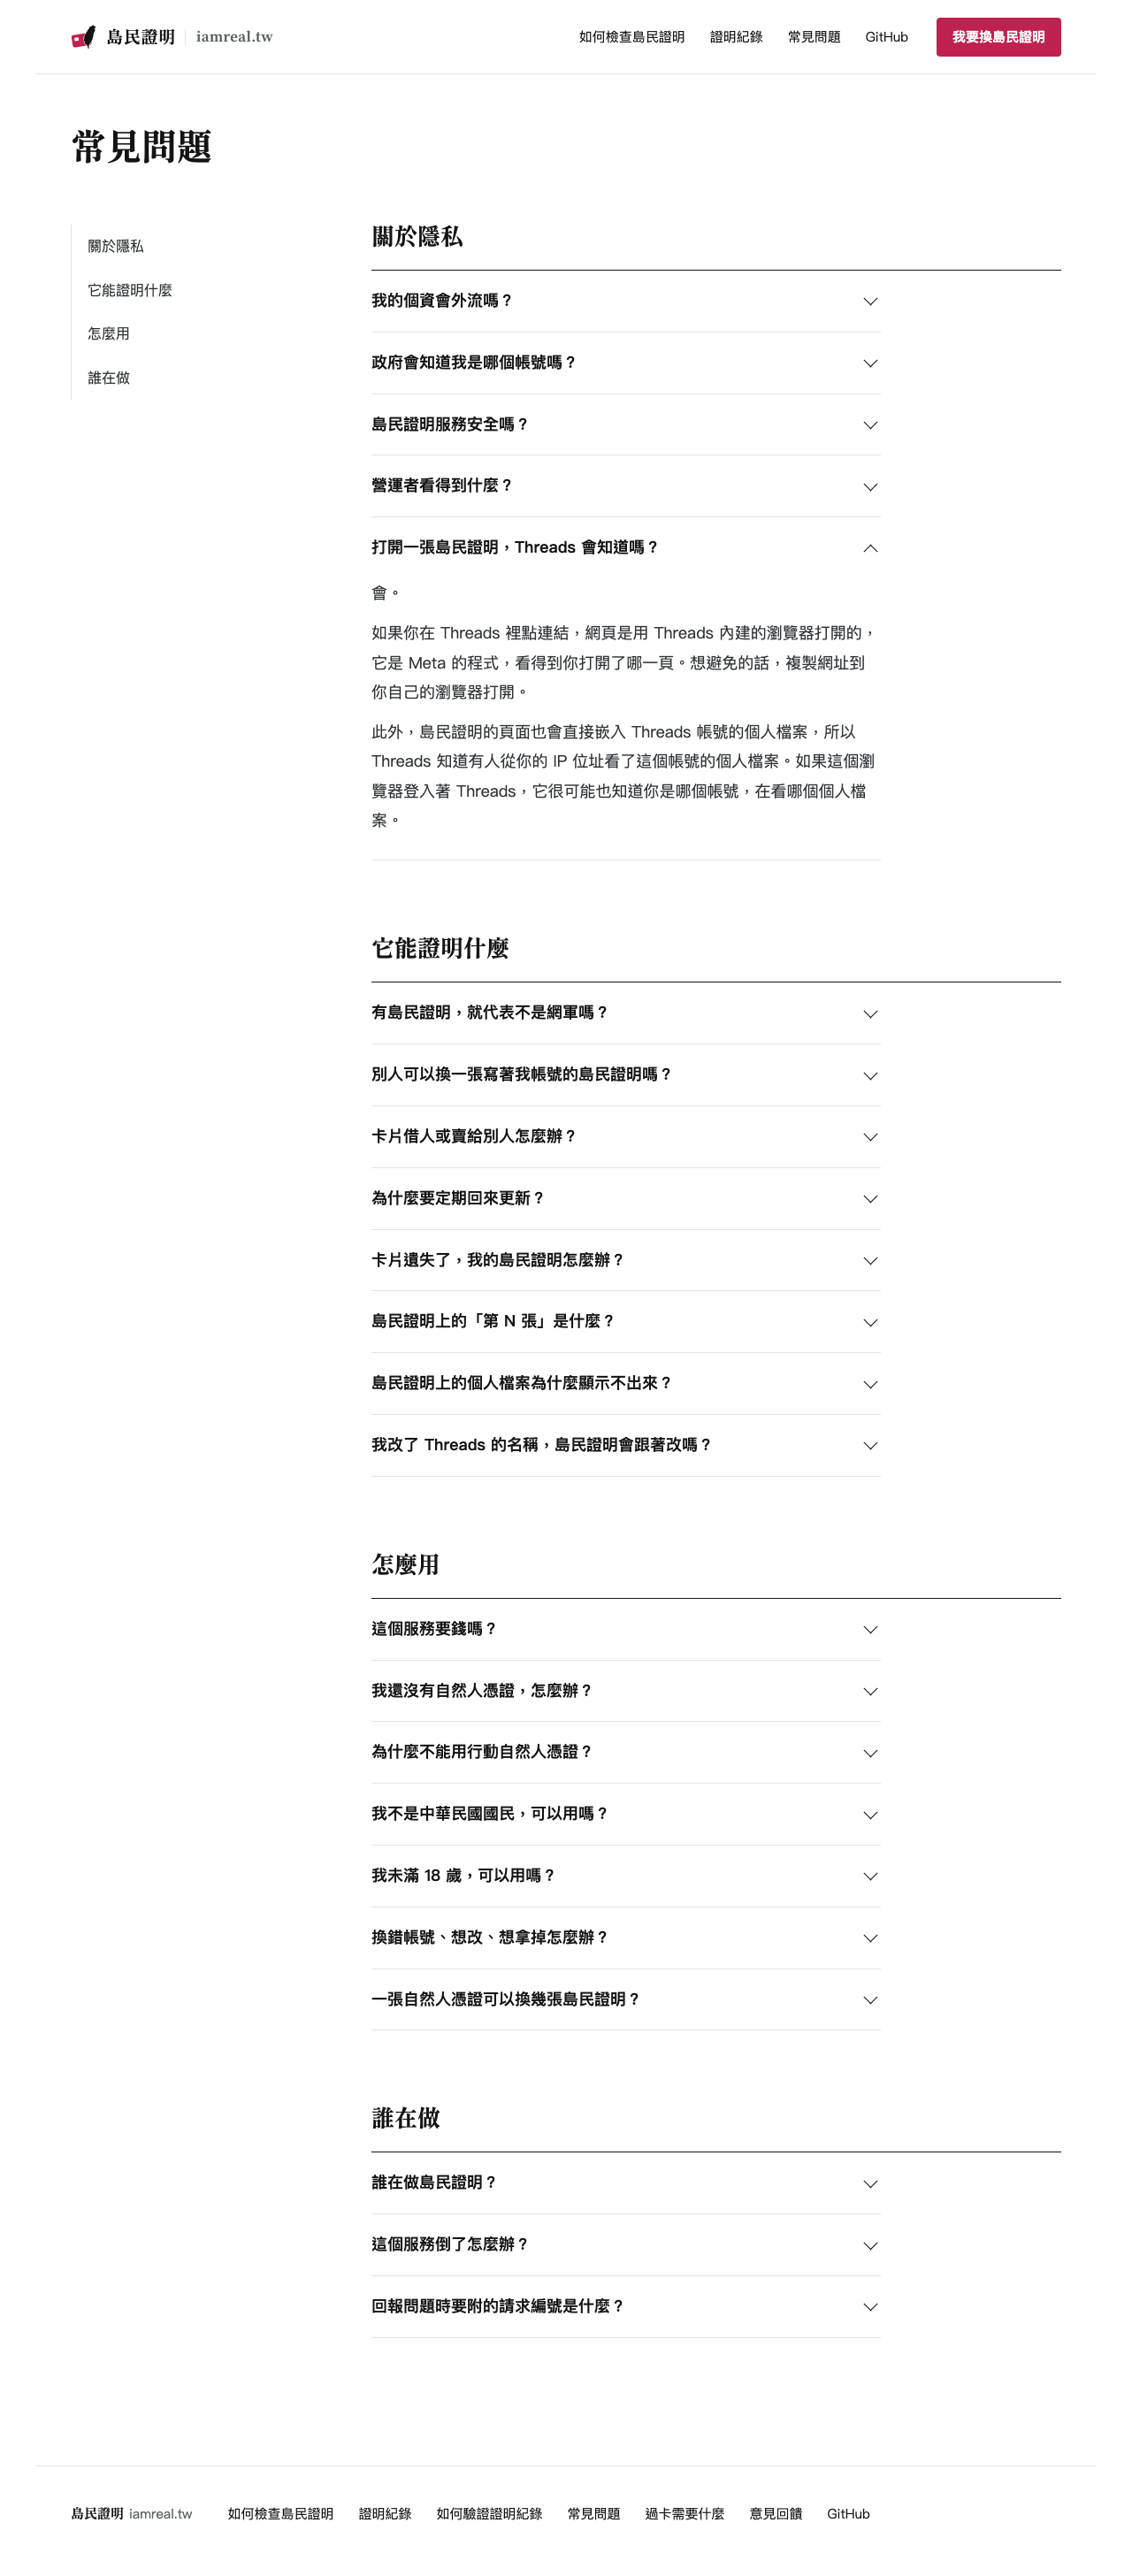 島民證明 iamreal.tw
如何檢查島民證明 證明紀錄 常見問題 GitHub 我要換島民證明
常見問題
關於隱私
它能證明什麼
怎麼用
誰在做
關於隱私
我的個資會外流嗎？
政府會知道我是哪個帳號嗎？
島民證明服務安全嗎？
營運者看得到什麼？
打開一張島民證明，Threads 會知道嗎？
會。
如果你在 Threads 裡點連結，網頁是用 Threads 內建的瀏覽器打開的，
它是 Meta 的程式，看得到你打開了哪一頁。想避免的話，複製網址到
你自己的瀏覽器打開。
此外，島民證明的頁面也會直接嵌入 Threads 帳號的個人檔案，所以
Threads 知道有人從你的 IP 位址看了這個帳號的個人檔案。如果這個瀏
覽器登入著 Threads，它很可能也知道你是哪個帳號，在看哪個個人檔
案。
它能證明什麼
有島民證明，就代表不是網軍嗎？
別人可以換一張寫著我帳號的島民證明嗎？
卡片借人或賣給別人怎麼辦？
為什麼要定期回來更新？
卡片遺失了，我的島民證明怎麼辦？
島民證明上的「第 N 張」是什麼？
島民證明上的個人檔案為什麼顯示不出來？
我改了 Threads 的名稱，島民證明會跟著改嗎？
怎麼用
這個服務要錢嗎？
我還沒有自然人憑證，怎麼辦？
為什麼不能用行動自然人憑證？
我不是中華民國國民，可以用嗎？
我未滿 18 歲，可以用嗎？
換錯帳號、想改、想拿掉怎麼辦？
一張自然人憑證可以換幾張島民證明？
誰在做
誰在做島民證明？
這個服務倒了怎麼辦？
回報問題時要附的請求編號是什麼？
島民證明 iamreal.tw 如何檢查島民證明 證明紀錄 如何驗證證明紀錄 常見問題 過卡需要什麼 意見回饋 GitHub